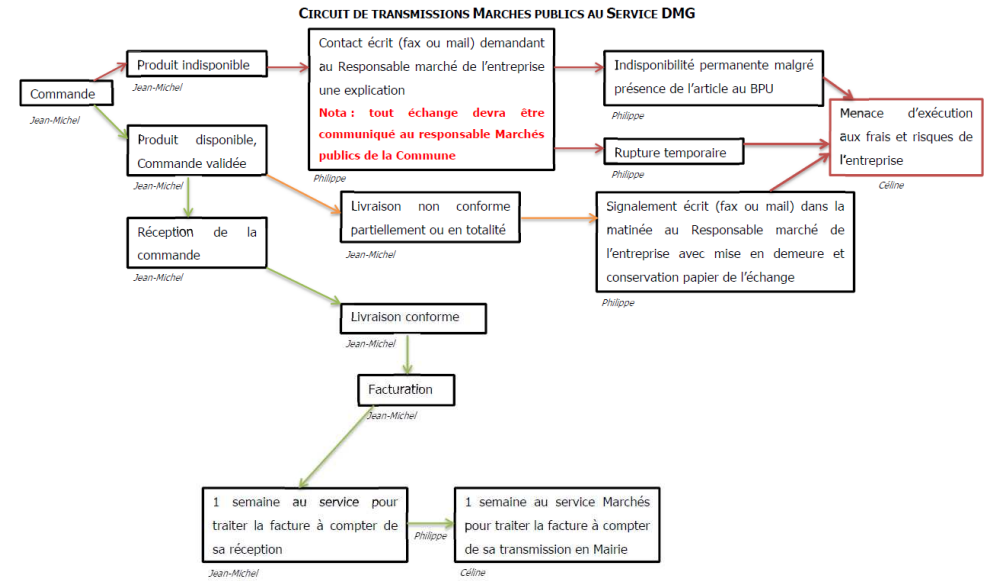 CIRCUIT DE TRANSMISSIONS MARCHES PUBLICS AU SERVICE DMG
Commande
Jean-Michel
Produit indisponible
Jean-Michel
Contact écrit (fax ou mail) demandant
au Responsable marché de l'entreprise
une explication
Nota : tout échange devra être
communiqué au responsable Marchés
publics de la Commune
Philippe
Indisponibilité permanente malgré
présence de l'article au BPU
Philippe
Rupture temporaire
Philippe
Menace d'exécution
aux frais et risques de
l'entreprise
Céline
Produit disponible,
Commande validée
Jean-Michel
Livraison non conforme
partiellement ou en totalité
Jean-Michel
Signalement écrit (fax ou mail) dans la
matinée au Responsable marché de
l'entreprise avec mise en demeure et
conservation papier de l'échange
Philippe
Réception de la
commande
Jean-Michel
Livraison conforme
Jean-Michel
Facturation
Jean-Michel
1 semaine au service pour
traiter la facture à compter de
sa réception
Jean-Michel
Philippe
1 semaine au service Marchés
pour traiter la facture à compter
de sa transmission en Mairie
Céline